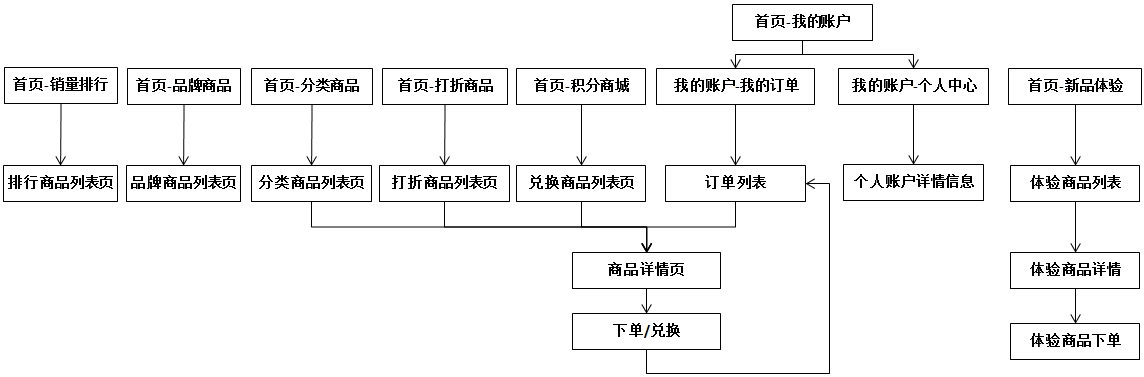 首页-我的账户
首页-销量排行
首页-品牌商品
首页-分类商品
首页-打折商品
首页-积分商城
我的账户-我的订单
我的账户-个人中心
首页-新品体验
排行商品列表页
品牌商品列表页
分类商品列表页
打折商品列表页
兑换商品列表页
订单列表
个人账户详情信息
体验商品列表
商品详情页
体验商品详情
下单/兑换
体验商品下单